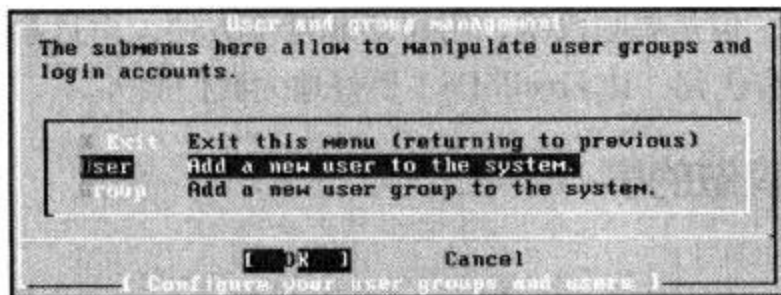 User and group management
The submenus here allow to manipulate user groups and
login accounts.
X Exit Exit this menu (returning to previous)
User Add a new user to the system.
Group Add a new user group to the system.
[ OK ] Cancel
[ Configure your user groups and users ]